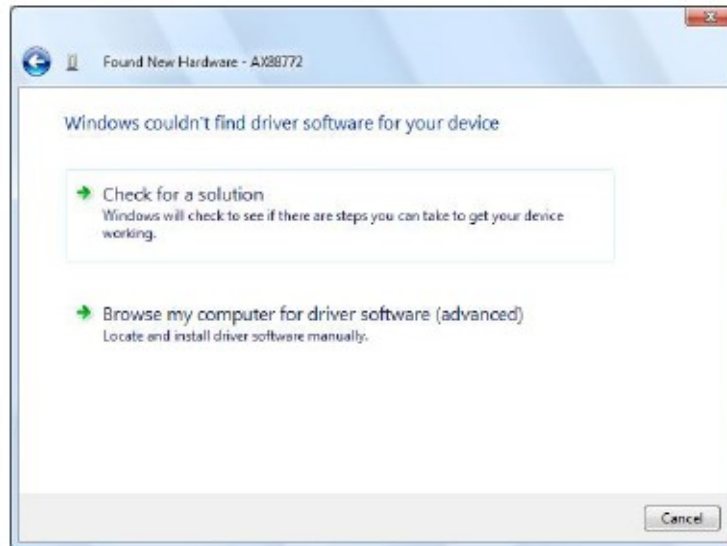 Found New Hardware - AX88772
Windows couldn't find driver software for your device
Check for a solution
Windows will check to see if there are steps you can take to get your device
working.
Browse my computer for driver software (advanced)
Locate and install driver software manually.
Cancel